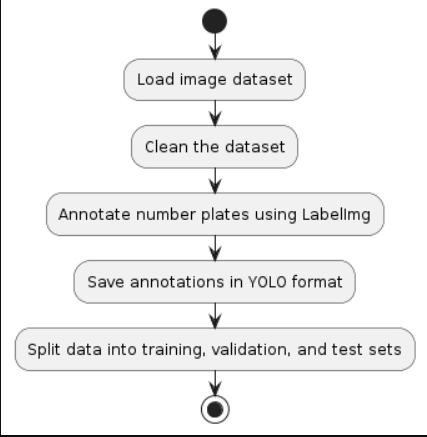 Load image dataset
Clean the dataset
Annotate number plates using LabelImg
Save annotations in YOLO format
Split data into training, validation, and test sets